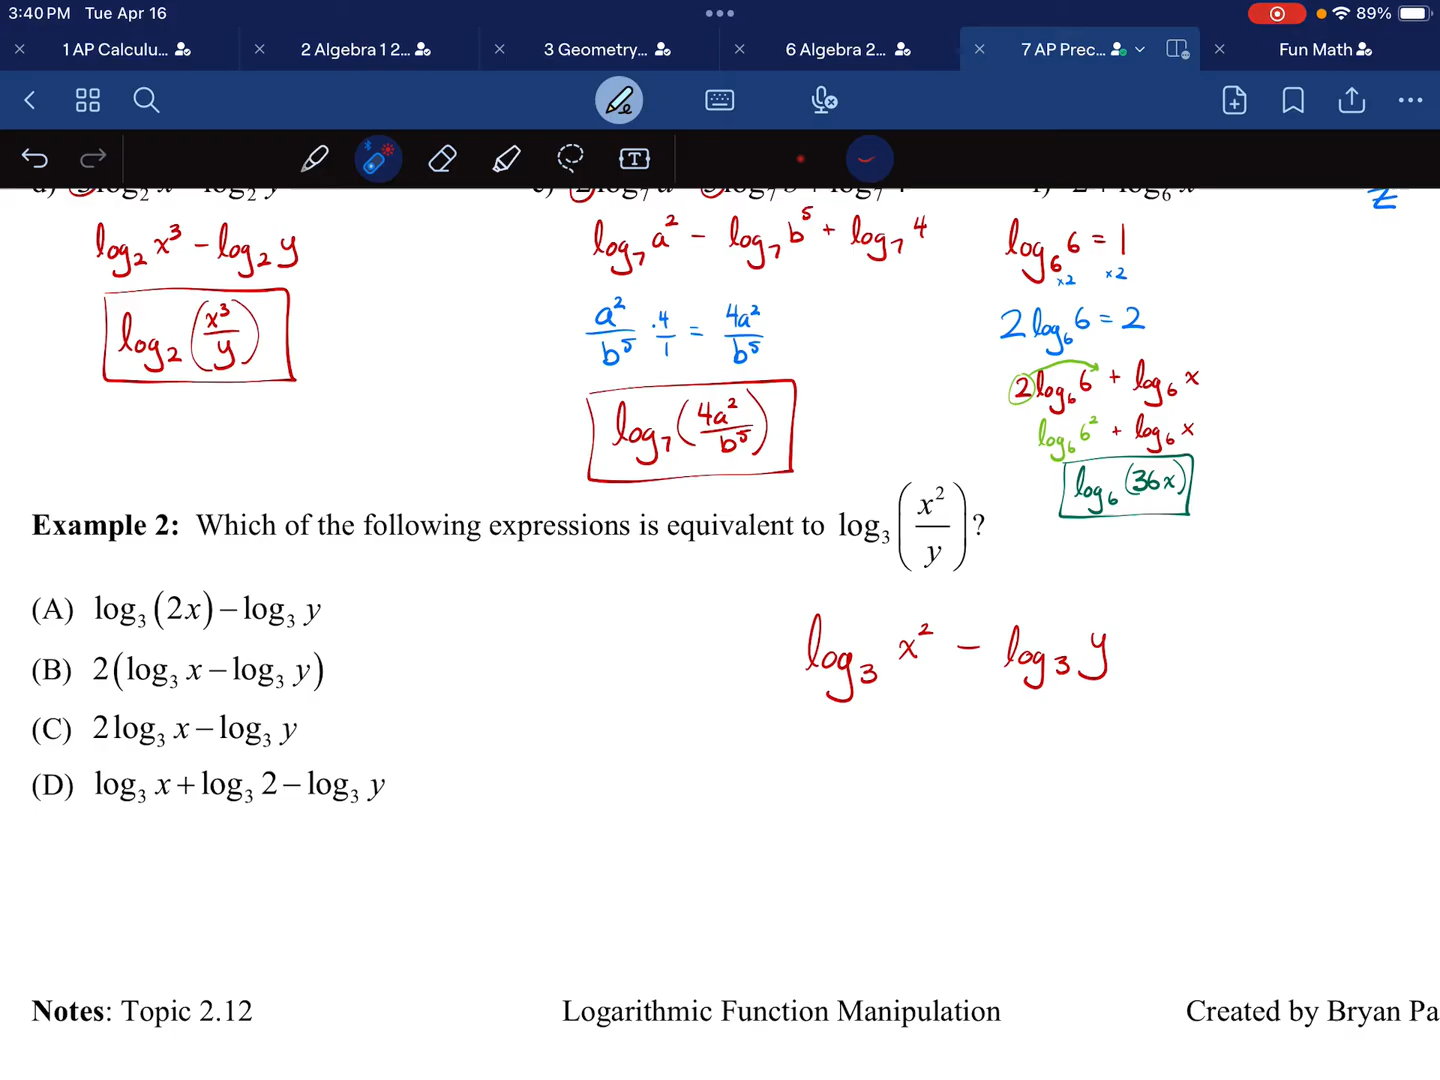 3:40 PM Tue Apr 16 89%
1 AP Calculu... 2 Algebra 1 2... 3 Geometry... 6 Algebra 2... 7 AP Prec... Fun Math
log₂ x³ − log₂ y
log₂ (x³/y)
log₇ a² − log₇ b⁵ + log₇ 4
a²/b⁵ · 4/1 = 4a²/b⁵
log₇ (4a²/b⁵)
log₆ 6 = 1
×2 ×2
2 log₆ 6 = 2
2 log₆ 6 + log₆ x
log₆ 6² + log₆ x
log₆ (36x)
Example 2: Which of the following expressions is equivalent to log₃ (x²/y)?
(A) log₃ (2x) − log₃ y
(B) 2(log₃ x − log₃ y)
(C) 2 log₃ x − log₃ y
(D) log₃ x + log₃ 2 − log₃ y
log₃ x² − log₃ y
Notes: Topic 2.12 Logarithmic Function Manipulation Created by Bryan Pa